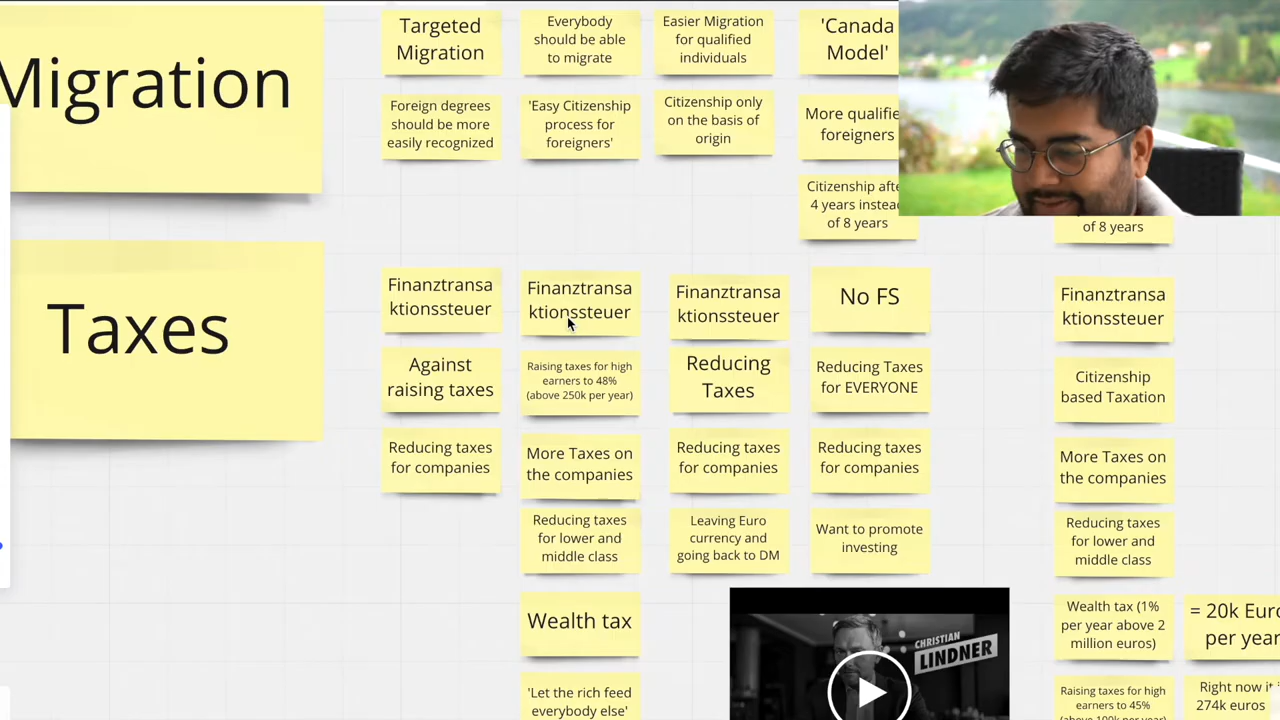 Migration
Targeted
Migration
Everybody
should be able
to migrate
Easier Migration
for qualified
individuals
'Canada
Model'
Foreign degrees
should be more
easily recognized
'Easy Citizenship
process for
foreigners'
Citizenship only
on the basis of
origin
More
foreigners
Citizenship
4 years instead
of 8 years
of 8 years
Taxes
Finanztransa
ktionssteuer
Finanztransa
ktionssteuer
Finanztransa
ktionssteuer
No FS
Finanztransa
ktionssteuer
Against
raising taxes
Raising taxes for high
earners to 48%
(above 250k per year)
Reducing
Taxes
Reducing Taxes
for EVERYONE
Citizenship
based Taxation
Reducing taxes
for companies
More Taxes on
the companies
Reducing taxes
for companies
Reducing taxes
for companies
More Taxes on
the companies
Reducing taxes
for lower and
middle class
Leaving Euro
currency and
going back to DM
Want to promote
investing
Reducing taxes
for lower and
middle class
Wealth tax
CHRISTIAN
LINDNER
Wealth tax (1%
per year above 2
million euros)
= 20k Euro
per year
'Let the rich feed
everybody else'
Raising taxes for high
earners to 45%
(above 100k per year)
Right now it
274k euros